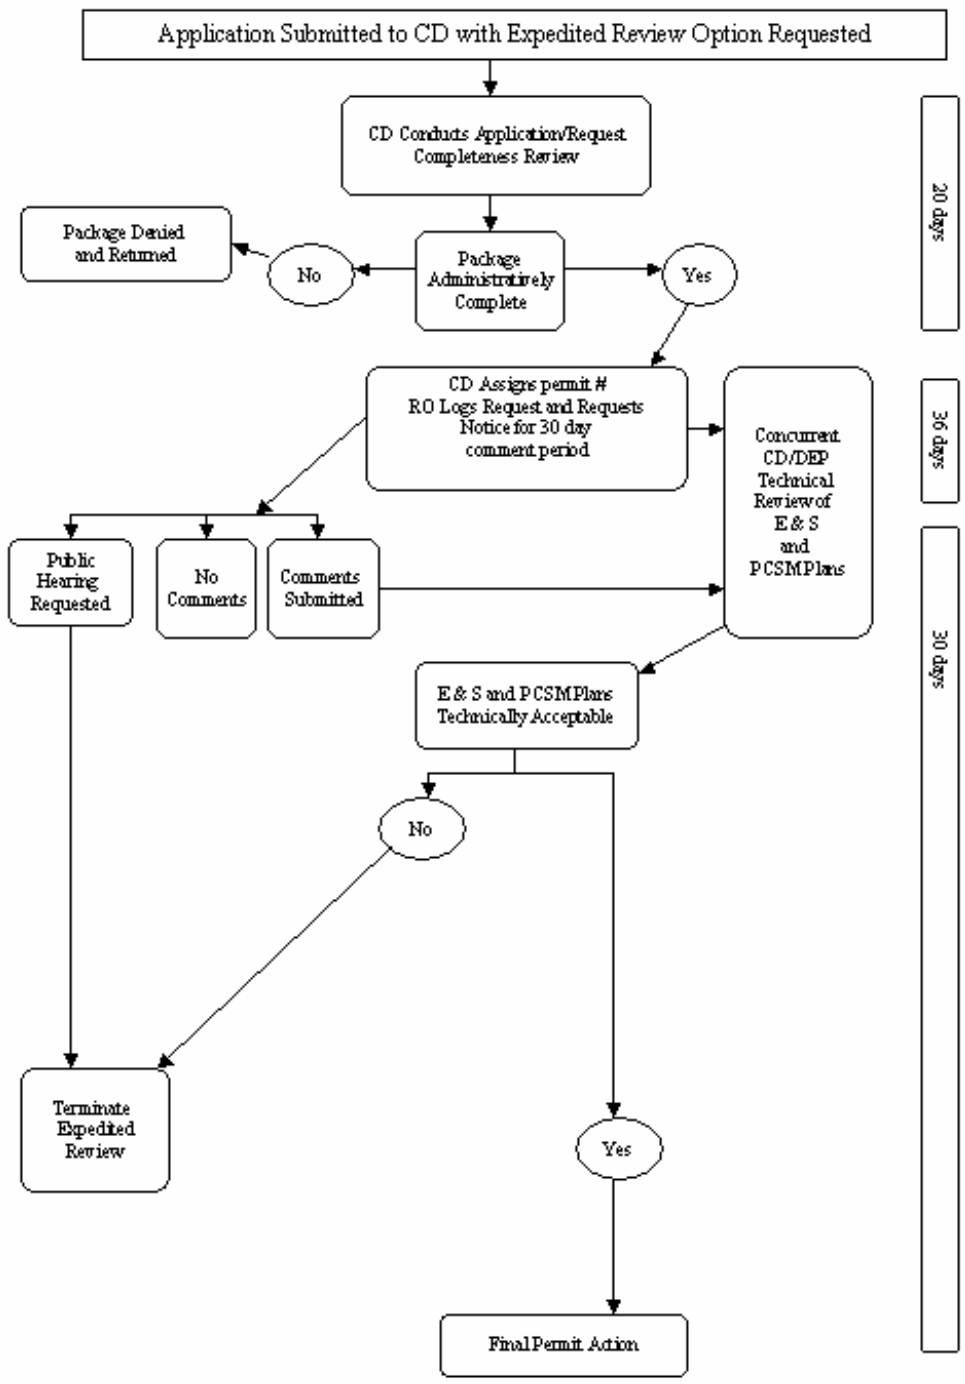 Application Submitted to CD with Expedited Review Option Requested
CD Conducts Application/Request
Completeness Review
20 days
Package Denied
and Returned
No
Package
Administratively
Complete
Yes
CD Assigns permit #
RO Logs Request and Requests
Notice for 30 day
comment period
36 days
Concurrent
CD/DEP
Technical
Review of
E & S
and
PCSM Plans
Public
Hearing
Requested
No
Comments
Comments
Submitted
30 days
E & S and PCSM Plans
Technically Acceptable
No
Terminate
Expedited
Review
Yes
Final Permit Action